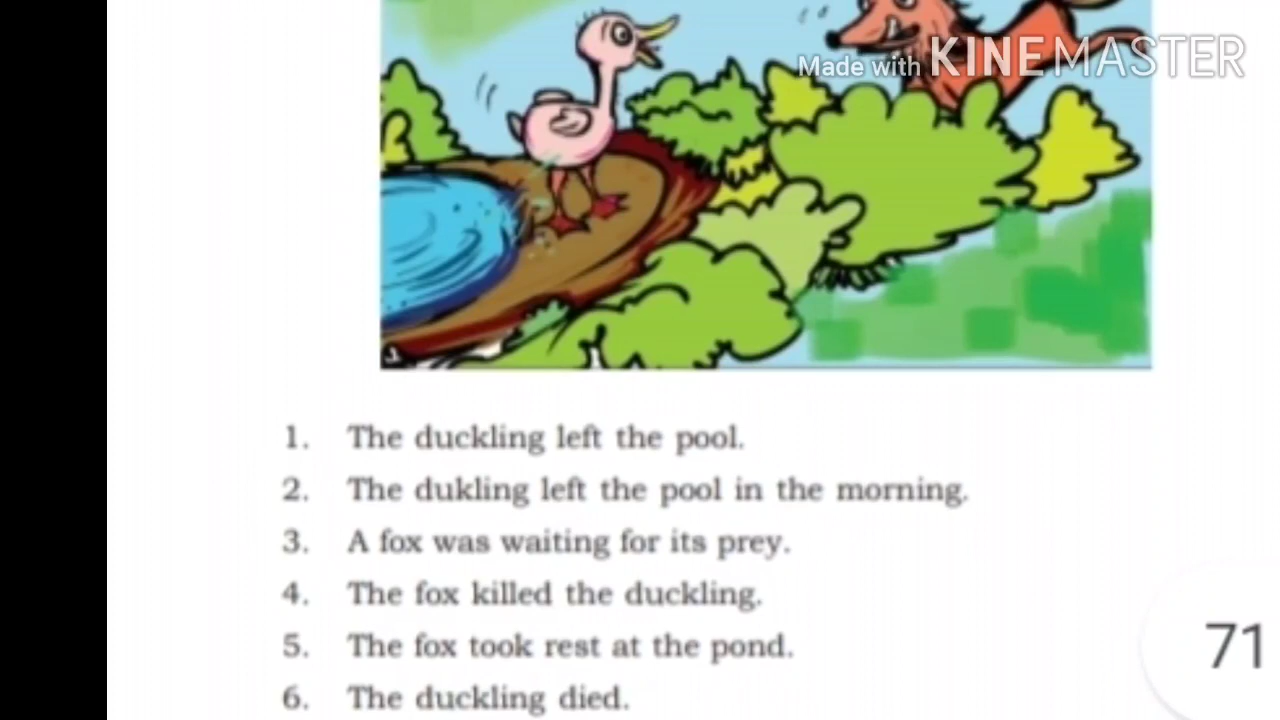 Made with KINEMASTER
1. The duckling left the pool.
2. The dukling left the pool in the morning.
3. A fox was waiting for its prey.
4. The fox killed the duckling.
5. The fox took rest at the pond.
6. The duckling died.
71